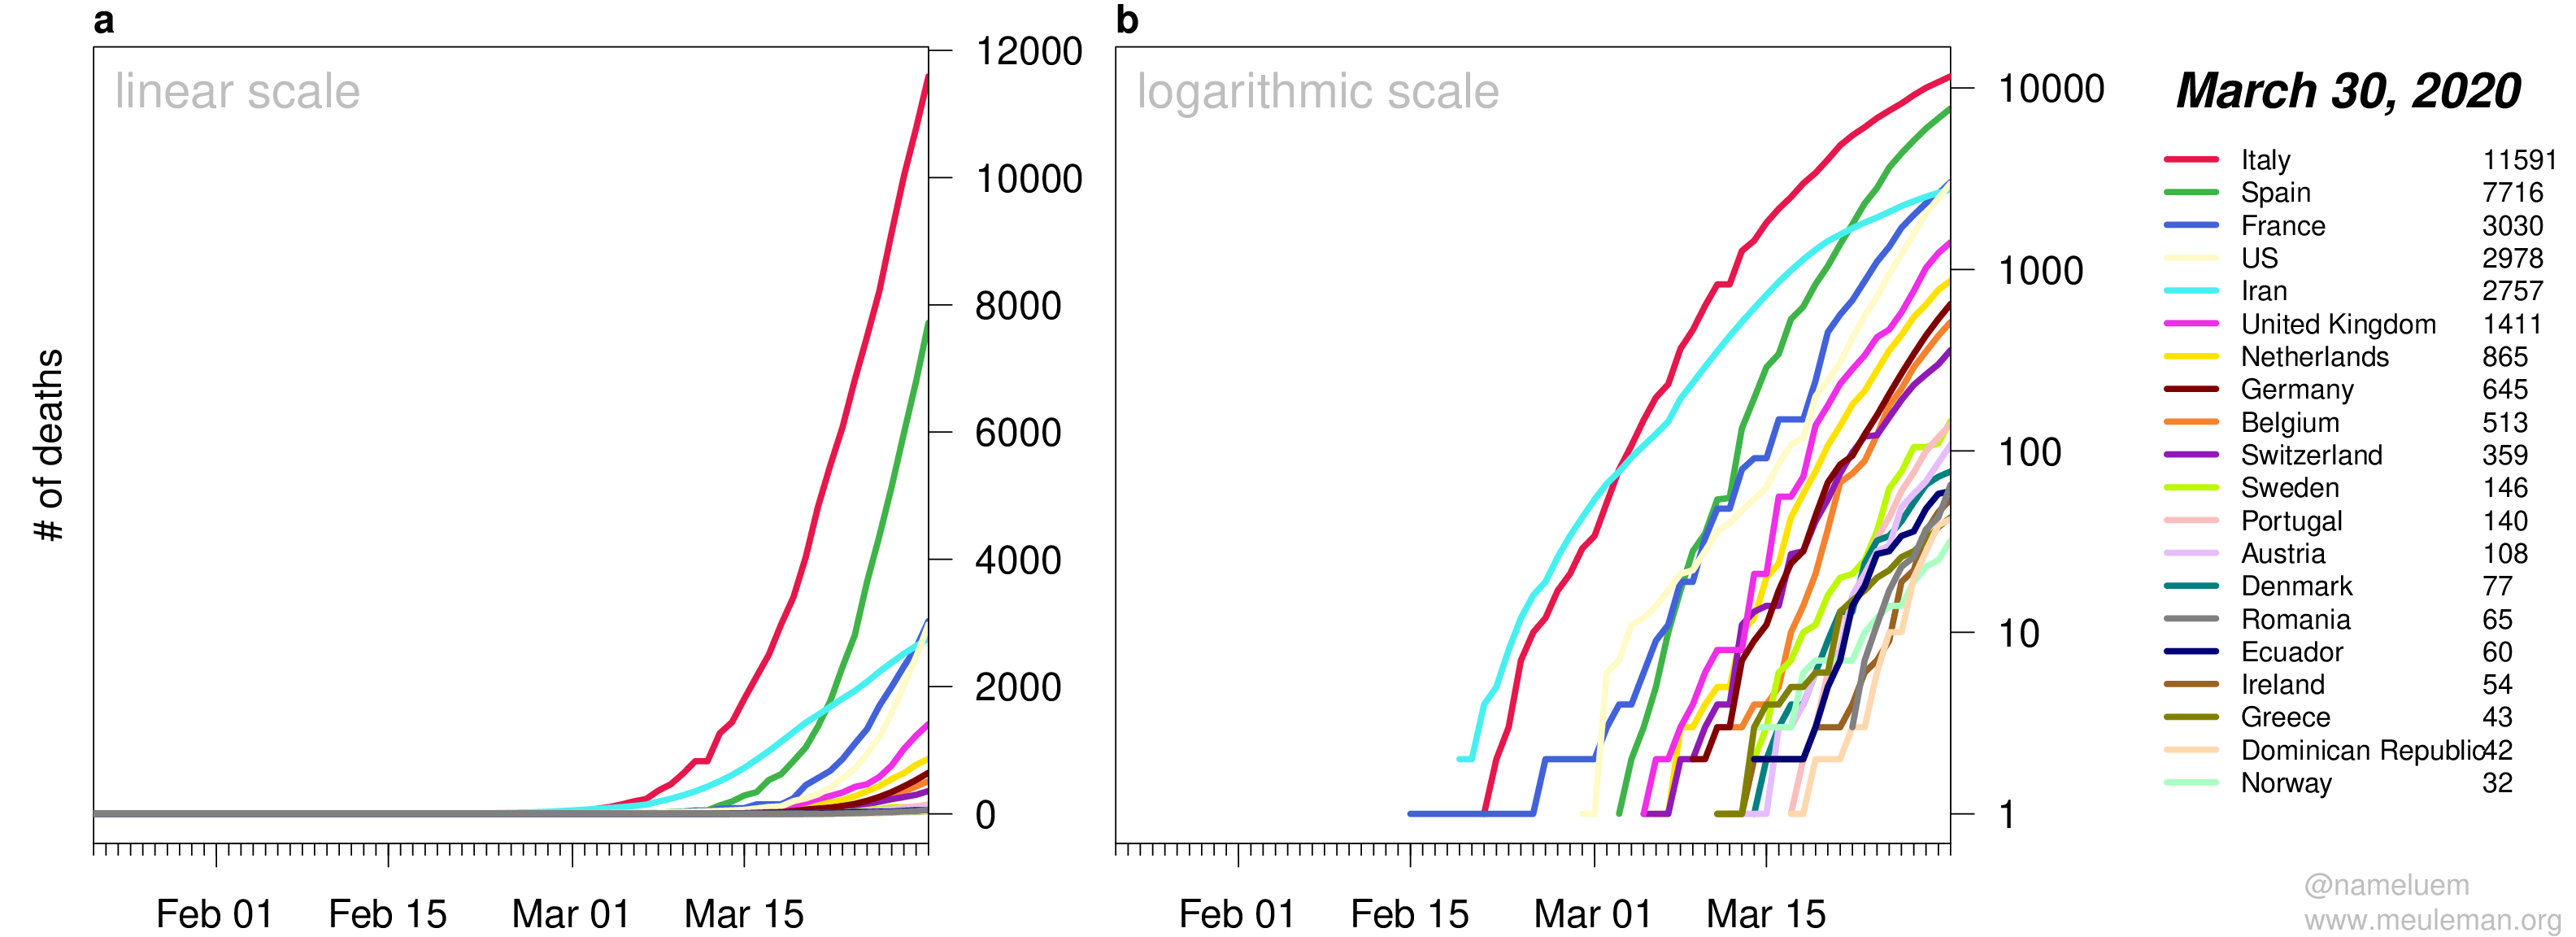 a
linear scale
# of deaths
12000
10000
8000
6000
4000
2000
0
Feb 01 Feb 15 Mar 01 Mar 15
b
logarithmic scale
10000
1000
100
10
1
Feb 01 Feb 15 Mar 01 Mar 15
March 30, 2020
Italy 11591
Spain 7716
France 3030
US 2978
Iran 2757
United Kingdom 1411
Netherlands 865
Germany 645
Belgium 513
Switzerland 359
Sweden 146
Portugal 140
Austria 108
Denmark 77
Romania 65
Ecuador 60
Ireland 54
Greece 43
Dominican Republic 42
Norway 32
@nameluem
www.meuleman.org